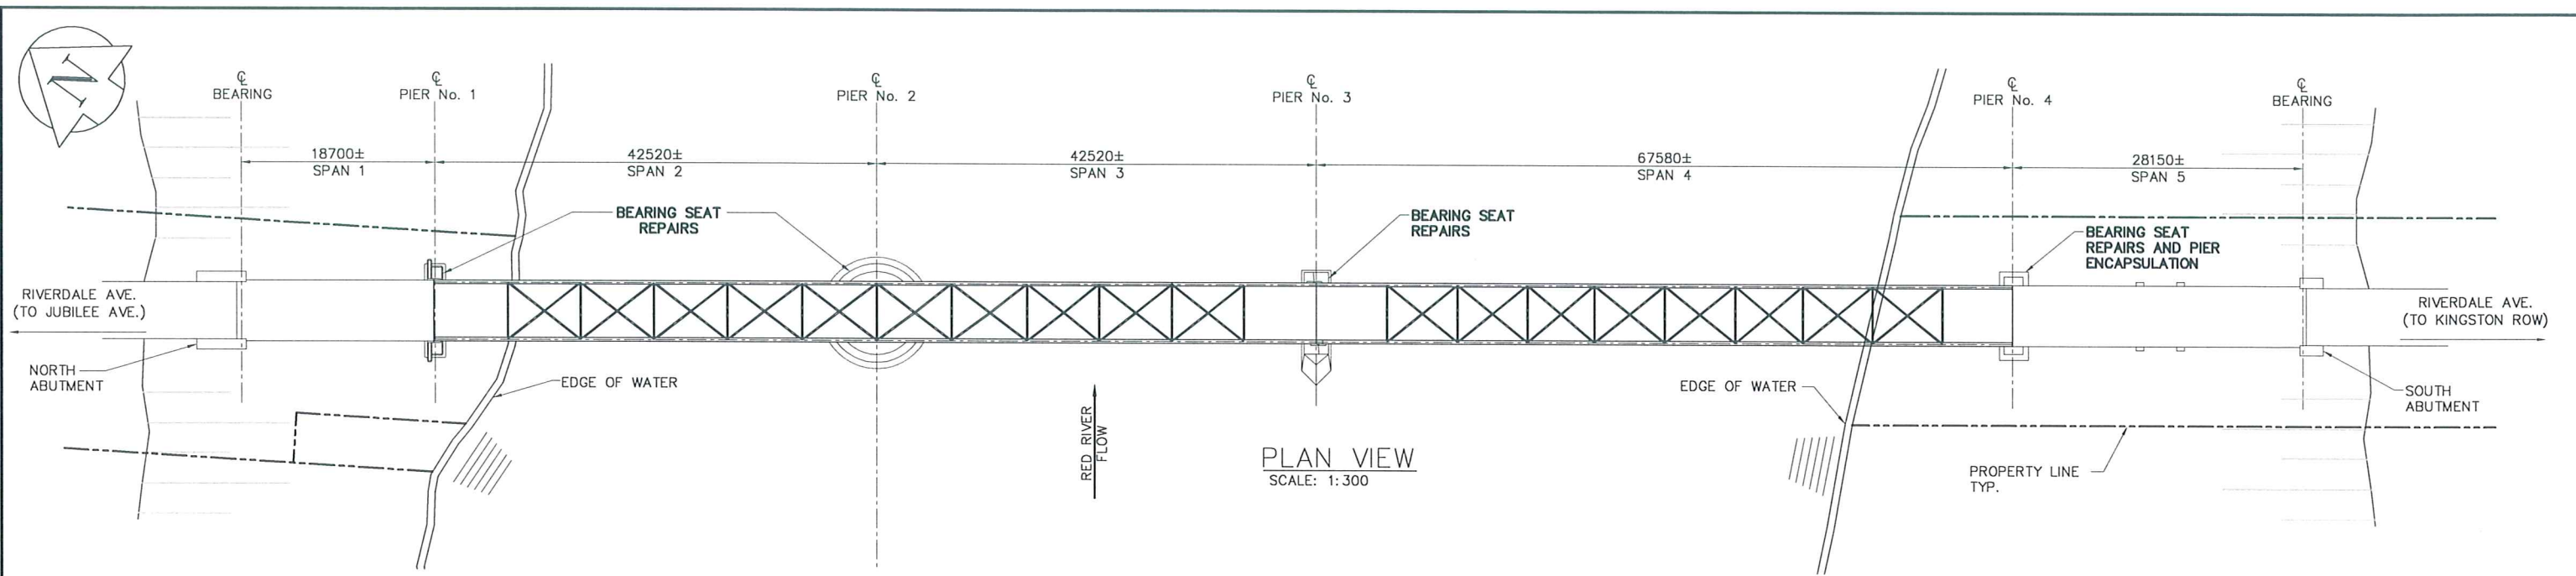 N
℄
BEARING
℄
PIER No. 1
℄
PIER No. 2
℄
PIER No. 3
℄
PIER No. 4
℄
BEARING
18700±
SPAN 1
42520±
SPAN 2
42520±
SPAN 3
67580±
SPAN 4
28150±
SPAN 5
BEARING SEAT
REPAIRS
BEARING SEAT
REPAIRS
BEARING SEAT
REPAIRS AND PIER
ENCAPSULATION
RIVERDALE AVE.
(TO JUBILEE AVE.)
RIVERDALE AVE.
(TO KINGSTON ROW)
NORTH
ABUTMENT
EDGE OF WATER
RED RIVER
FLOW
EDGE OF WATER
SOUTH
ABUTMENT
PLAN VIEW
SCALE: 1:300
PROPERTY LINE
TYP.